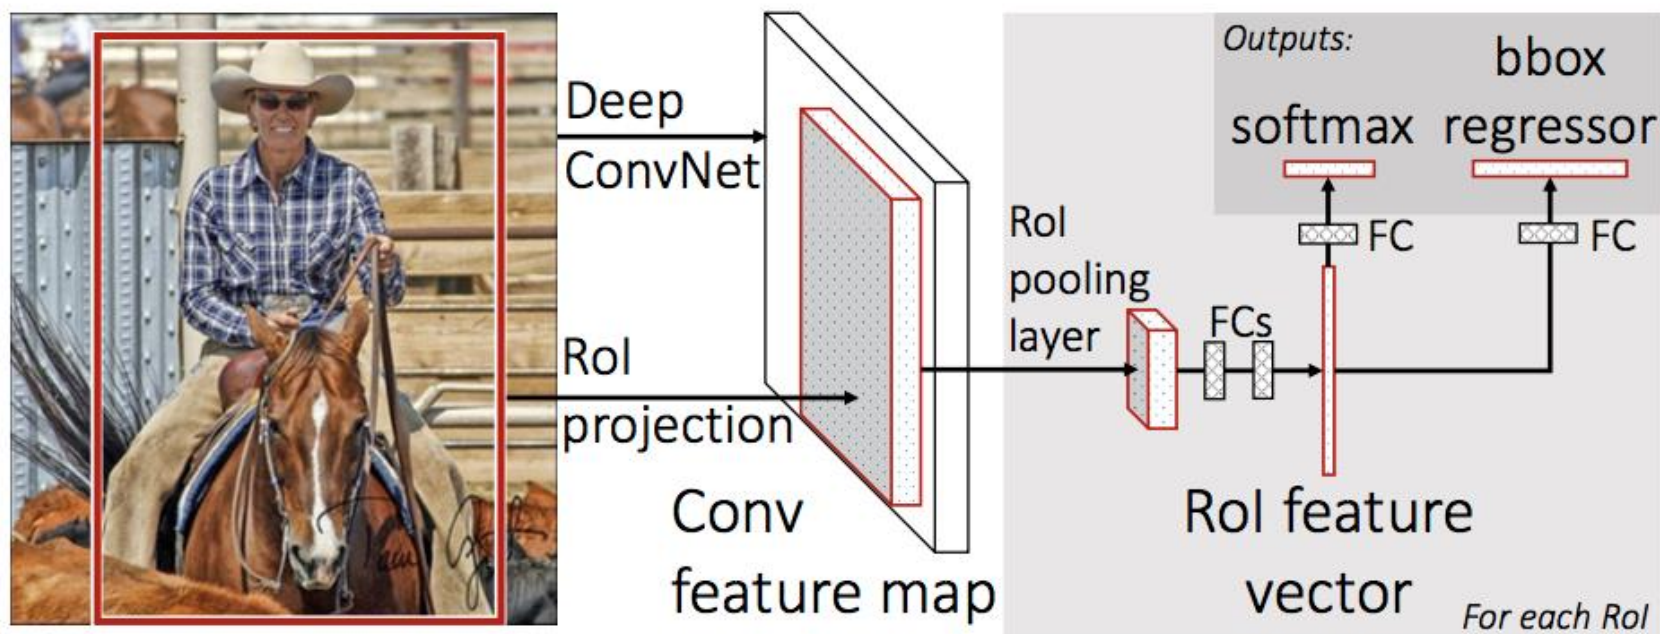 Deep
ConvNet
RoI
projection
Conv
feature map
RoI
pooling
layer
FCs
RoI feature
vector
Outputs:
softmax
bbox
regressor
FC
FC
For each RoI